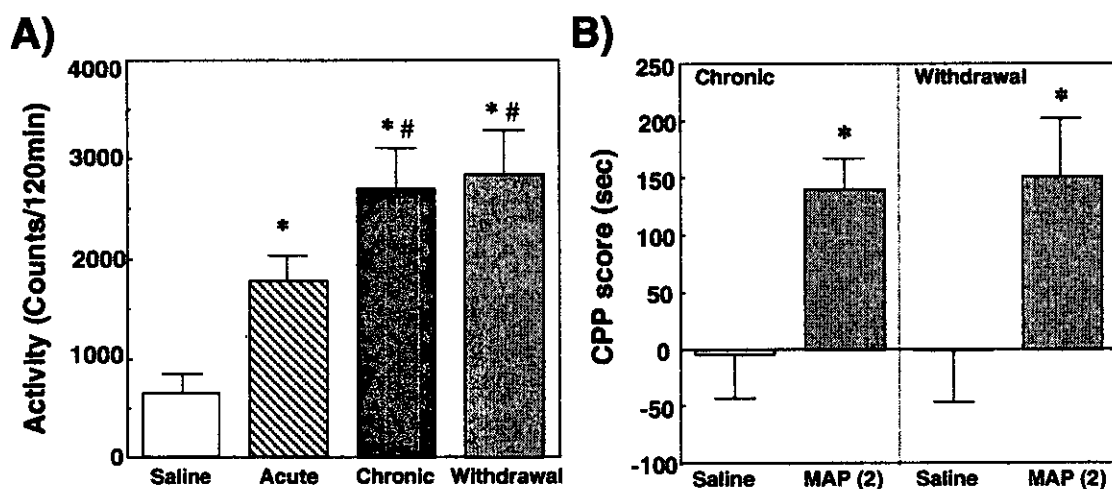 A)
Activity (Counts/120min)
4000
3000
2000
1000
0
*
* #
* #
Saline Acute Chronic Withdrawal
B)
CPP score (sec)
250
200
150
100
50
0
-50
-100
Chronic Withdrawal
*
*
Saline MAP (2) Saline MAP (2)